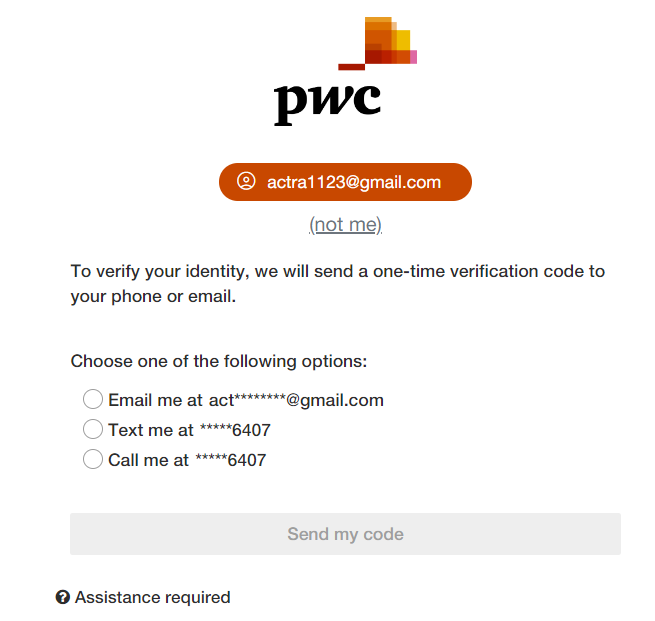 pwc
actra1123@gmail.com
(not me)
To verify your identity, we will send a one-time verification code to
your phone or email.
Choose one of the following options:
Email me at act********@gmail.com
Text me at *****6407
Call me at *****6407
Send my code
Assistance required